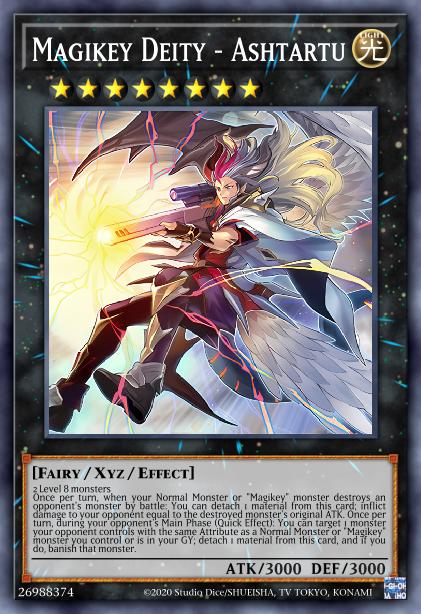 Magikey Deity - Ashtartu
LIGHT
光
[Fairy / Xyz / Effect]
2 Level 8 monsters
Once per turn, when your Normal Monster or "Magikey" monster destroys an
opponent's monster by battle: You can detach 1 material from this card; inflict
damage to your opponent equal to the destroyed monster's original ATK. Once per
turn, during your opponent's Main Phase (Quick Effect): You can target 1 monster
your opponent controls with the same Attribute as a Normal Monster or "Magikey"
monster you control or is in your GY; detach 1 material from this card, and if you
do, banish that monster.
ATK/3000 DEF/3000
26988374
©2020 Studio Dice/SHUEISHA, TV TOKYO, KONAMI